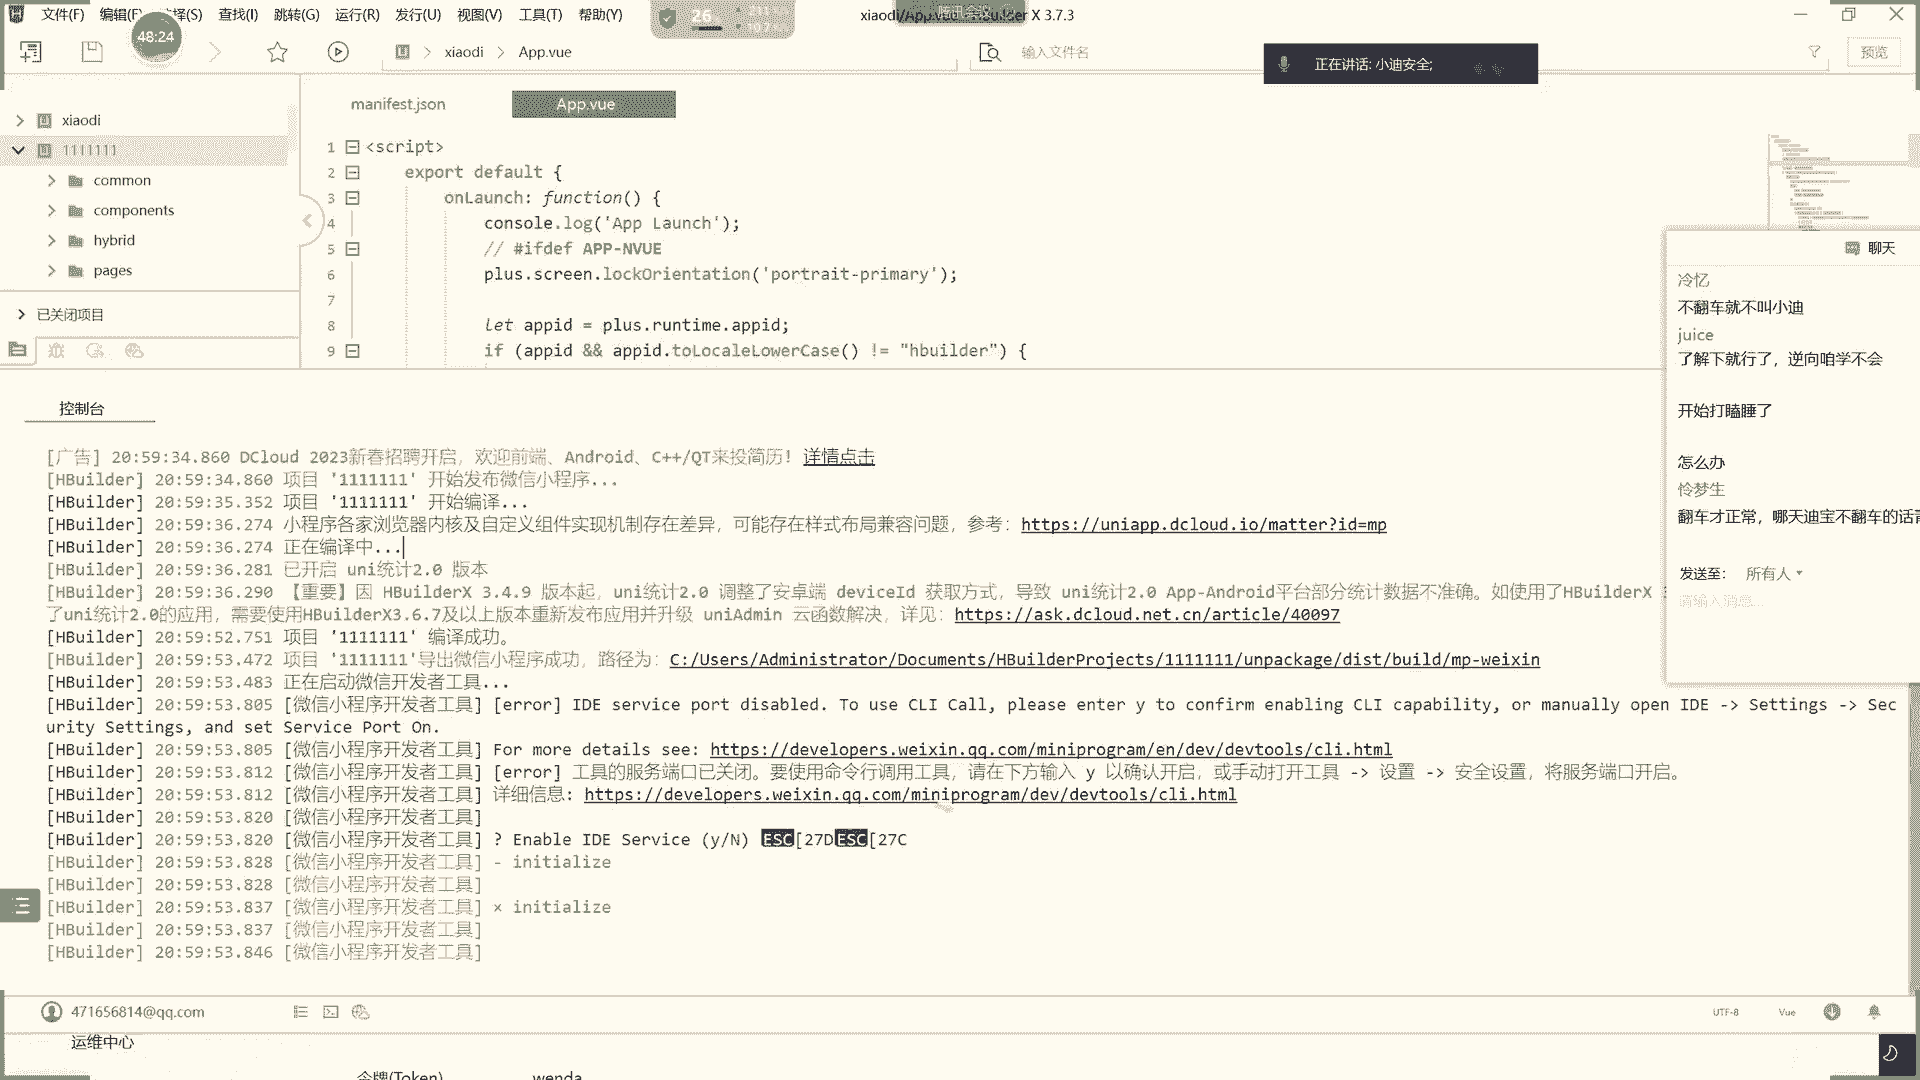 文件(F) 编辑(E) 选择(S) 查找(I) 跳转(G) 运行(R) 发行(U) 视图(V) 工具(T) 帮助(Y)
26
xiaodi/App.vue
X 3.7.3
48:24
xiaodi
App.vue
输入文件名
正在讲话: 小迪安全;
预览
manifest.json
App.vue
xiaodi
1111111
common
components
hybrid
pages
已关闭项目
1 <script>
2 export default {
3 onLaunch: function() {
4 console.log('App Launch');
5 // #ifdef APP-NVUE
6 plus.screen.lockOrientation('portrait-primary');
7
8 let appid = plus.runtime.appid;
9 if (appid && appid.toLocaleLowerCase() != "hbuilder") {
聊天
冷忆
不翻车就不叫小迪
juice
了解下就行了，逆向咱学不会
开始打瞌睡了
怎么办
怜梦生
翻车才正常，哪天迪宝不翻车的话
发送至: 所有人
请输入消息...
控制台
[广告] 20:59:34.860 DCloud 2023新春招聘开启，欢迎前端、Android、C++/QT来投简历! 详情点击
[HBuilder] 20:59:34.860 项目 '1111111' 开始发布微信小程序...
[HBuilder] 20:59:35.352 项目 '1111111' 开始编译...
[HBuilder] 20:59:36.274 小程序各家浏览器内核及自定义组件实现机制存在差异，可能存在样式布局兼容问题，参考：https://uniapp.dcloud.io/matter?id=mp
[HBuilder] 20:59:36.274 正在编译中...
[HBuilder] 20:59:36.281 已开启 uni统计2.0 版本
[HBuilder] 20:59:36.290 【重要】因 HBuilderX 3.4.9 版本起，uni统计2.0 调整了安卓端 deviceId 获取方式，导致 uni统计2.0 App-Android平台部分统计数据不准确。如使用了HBuilderX
了uni统计2.0的应用，需要使用HBuilderX3.6.7及以上版本重新发布应用并升级 uniAdmin 云函数解决，详见：https://ask.dcloud.net.cn/article/40097
[HBuilder] 20:59:52.751 项目 '1111111' 编译成功。
[HBuilder] 20:59:53.472 项目 '1111111'导出微信小程序成功，路径为：C:/Users/Administrator/Documents/HBuilderProjects/1111111/unpackage/dist/build/mp-weixin
[HBuilder] 20:59:53.483 正在启动微信开发者工具...
[HBuilder] 20:59:53.805 [微信小程序开发者工具] [error] IDE service port disabled. To use CLI Call, please enter y to confirm enabling CLI capability, or manually open IDE -> Settings -> Sec
urity Settings, and set Service Port On.
[HBuilder] 20:59:53.805 [微信小程序开发者工具] For more details see: https://developers.weixin.qq.com/miniprogram/en/dev/devtools/cli.html
[HBuilder] 20:59:53.812 [微信小程序开发者工具] [error] 工具的服务端口已关闭。要使用命令行调用工具，请在下方输入 y 以确认开启，或手动打开工具 -> 设置 -> 安全设置，将服务端口开启。
[HBuilder] 20:59:53.812 [微信小程序开发者工具] 详细信息: https://developers.weixin.qq.com/miniprogram/dev/devtools/cli.html
[HBuilder] 20:59:53.820 [微信小程序开发者工具]
[HBuilder] 20:59:53.820 [微信小程序开发者工具] ? Enable IDE Service (y/N) ESC[27DESC[27C
[HBuilder] 20:59:53.828 [微信小程序开发者工具] - initialize
[HBuilder] 20:59:53.828 [微信小程序开发者工具]
[HBuilder] 20:59:53.837 [微信小程序开发者工具] × initialize
[HBuilder] 20:59:53.837 [微信小程序开发者工具]
[HBuilder] 20:59:53.846 [微信小程序开发者工具]
471656814@qq.com
UTF-8
Vue
运维中心
令牌(Token)
wenda